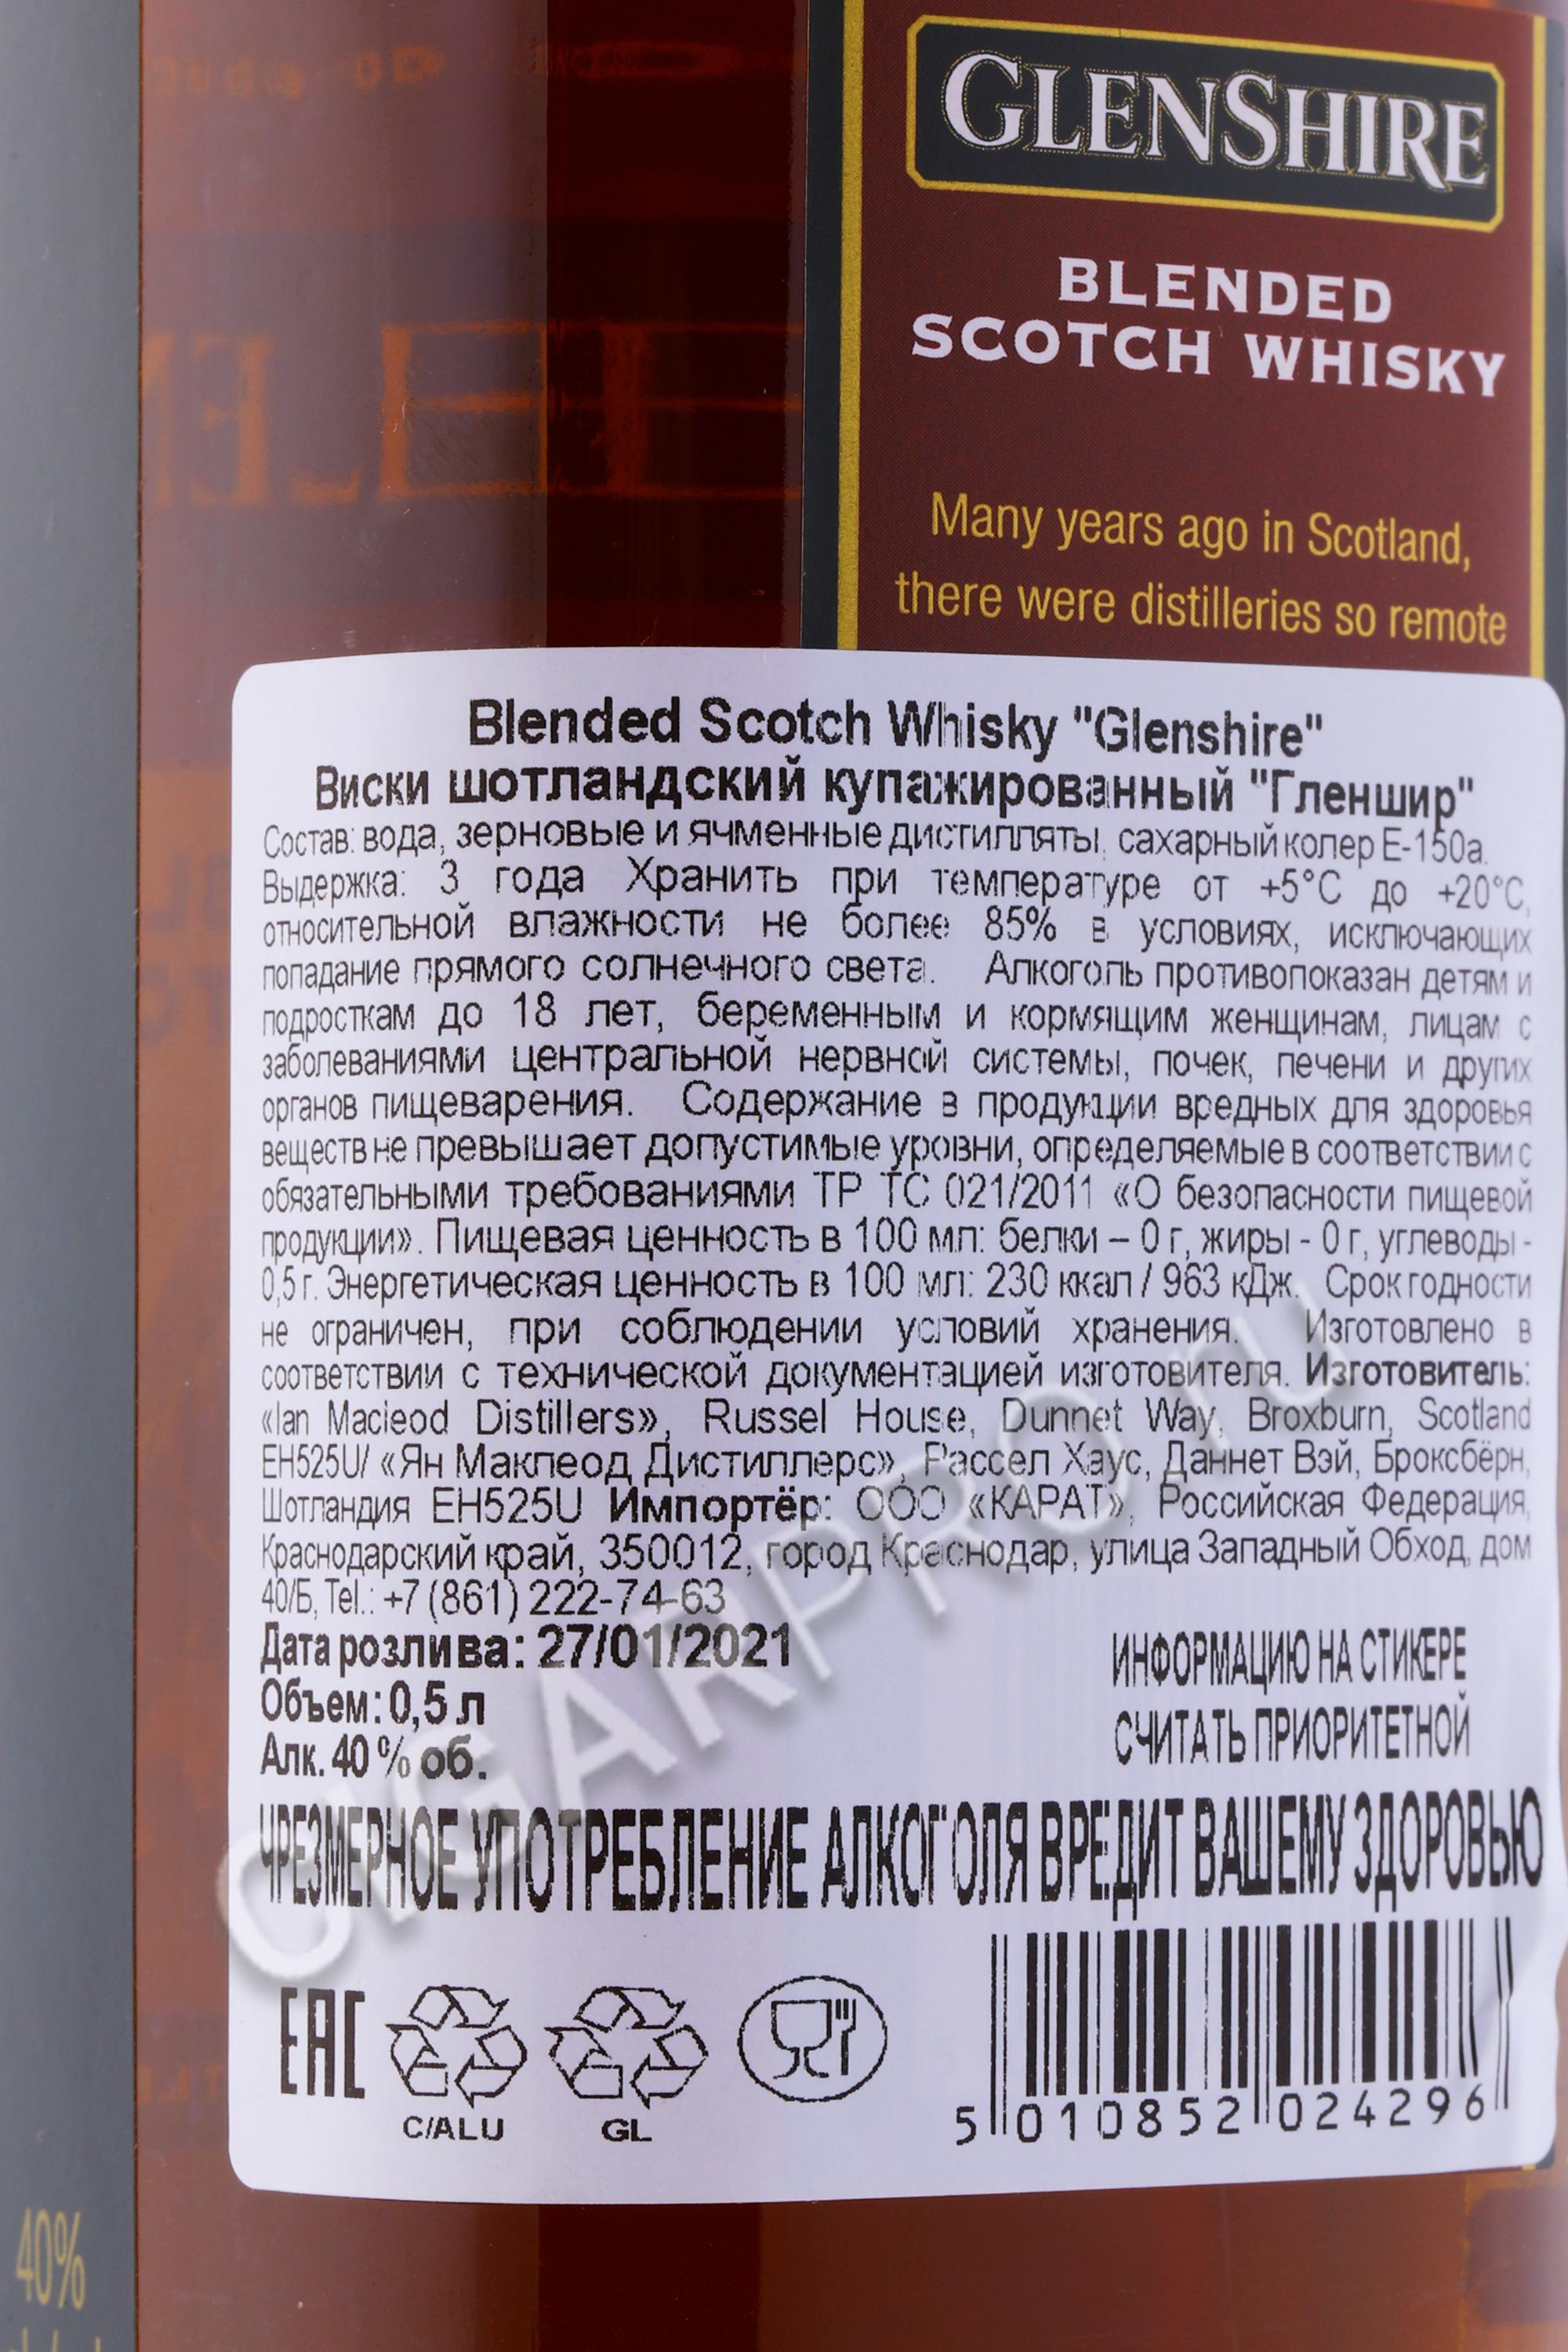 GLENSHIRE
BLENDED
SCOTCH WHISKY
Many years ago in Scotland,
there were distilleries so remote
Blended Scotch Whisky "Glenshire"
Виски шотландский купажированный "Гленшир"
Состав: вода, зерновые и ячменные дистилляты, сахарный колер Е-150а.
Выдержка: 3 года Хранить при температуре от +5°C до +20°C,
относительной влажности не более 85% в условиях, исключающих
попадание прямого солнечного света. Алкоголь противопоказан детям и
подросткам до 18 лет, беременным и кормящим женщинам, лицам с
заболеваниями центральной нервной системы, почек, печени и других
органов пищеварения. Содержание в продукции вредных для здоровья
веществ не превышает допустимые уровни, определяемые в соответствии с
обязательными требованиями ТР ТС 021/2011 «О безопасности пищевой
продукции». Пищевая ценность в 100 мл: белки – 0 г, жиры - 0 г, углеводы -
0,5 г. Энергетическая ценность в 100 мл: 230 ккал / 963 кДж. Срок годности
не ограничен, при соблюдении условий хранения. Изготовлено в
соответствии с технической документацией изготовителя. Изготовитель:
«Ian Macleod Distillers», Russel House, Dunnet Way, Broxburn, Scotland
EH525U/ «Ян Маклеод Дистиллерс», Рассел Хаус, Даннет Вэй, Броксбёрн,
Шотландия EH525U Импортёр: ООО «КАРАТ», Российская Федерация,
Краснодарский край, 350012, город Краснодар, улица Западный Обход, дом
40/Б, Tel.: +7 (861) 222-74-63
Дата розлива: 27/01/2021
Объем: 0,5 л
Алк. 40 % об.
ИНФОРМАЦИЮ НА СТИКЕРЕ
СЧИТАТЬ ПРИОРИТЕТНОЙ
ЧРЕЗМЕРНОЕ УПОТРЕБЛЕНИЕ АЛКОГОЛЯ ВРЕДИТ ВАШЕМУ ЗДОРОВЬЮ
EAC
C/ALU
GL
5 010852 024296
40%
CIGARPRO.ru